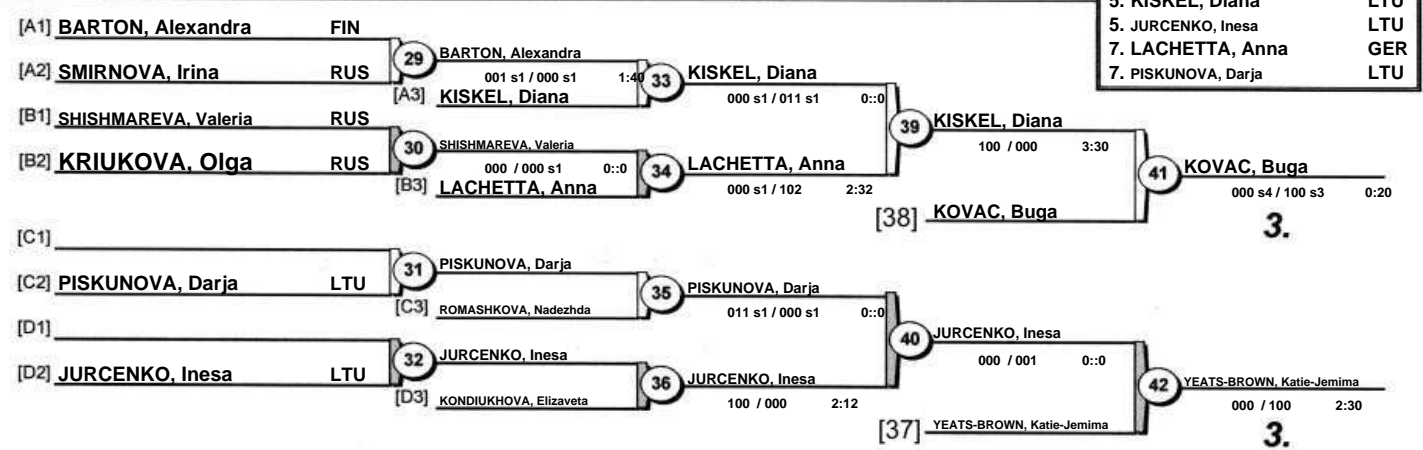 5. KISKEL, Diana LTU
5. JURCENKO, Inesa LTU
7. LACHETTA, Anna GER
7. PISKUNOVA, Darja LTU
[A1] BARTON, Alexandra FIN
29 BARTON, Alexandra
001 s1 / 000 s1 1:40
[A2] SMIRNOVA, Irina RUS
[A3] KISKEL, Diana
33 KISKEL, Diana
000 s1 / 011 s1 0::0
[B1] SHISHMAREVA, Valeria RUS
30 SHISHMAREVA, Valeria
000 / 000 s1 0::0
[B2] KRIUKOVA, Olga RUS
[B3] LACHETTA, Anna
34 LACHETTA, Anna
000 s1 / 102 2:32
39 KISKEL, Diana
100 / 000 3:30
[38] KOVAC, Buga
41 KOVAC, Buga
000 s4 / 100 s3 0:20
3.
[C1]
31 PISKUNOVA, Darja
[C2] PISKUNOVA, Darja LTU
[C3] ROMASHKOVA, Nadezhda
35 PISKUNOVA, Darja
011 s1 / 000 s1 0::0
[D1]
32 JURCENKO, Inesa
[D2] JURCENKO, Inesa LTU
[D3] KONDIUKHOVA, Elizaveta
36 JURCENKO, Inesa
100 / 000 2:12
40 JURCENKO, Inesa
000 / 001 0::0
[37] YEATS-BROWN, Katie-Jemima
42 YEATS-BROWN, Katie-Jemima
000 / 100 2:30
3.